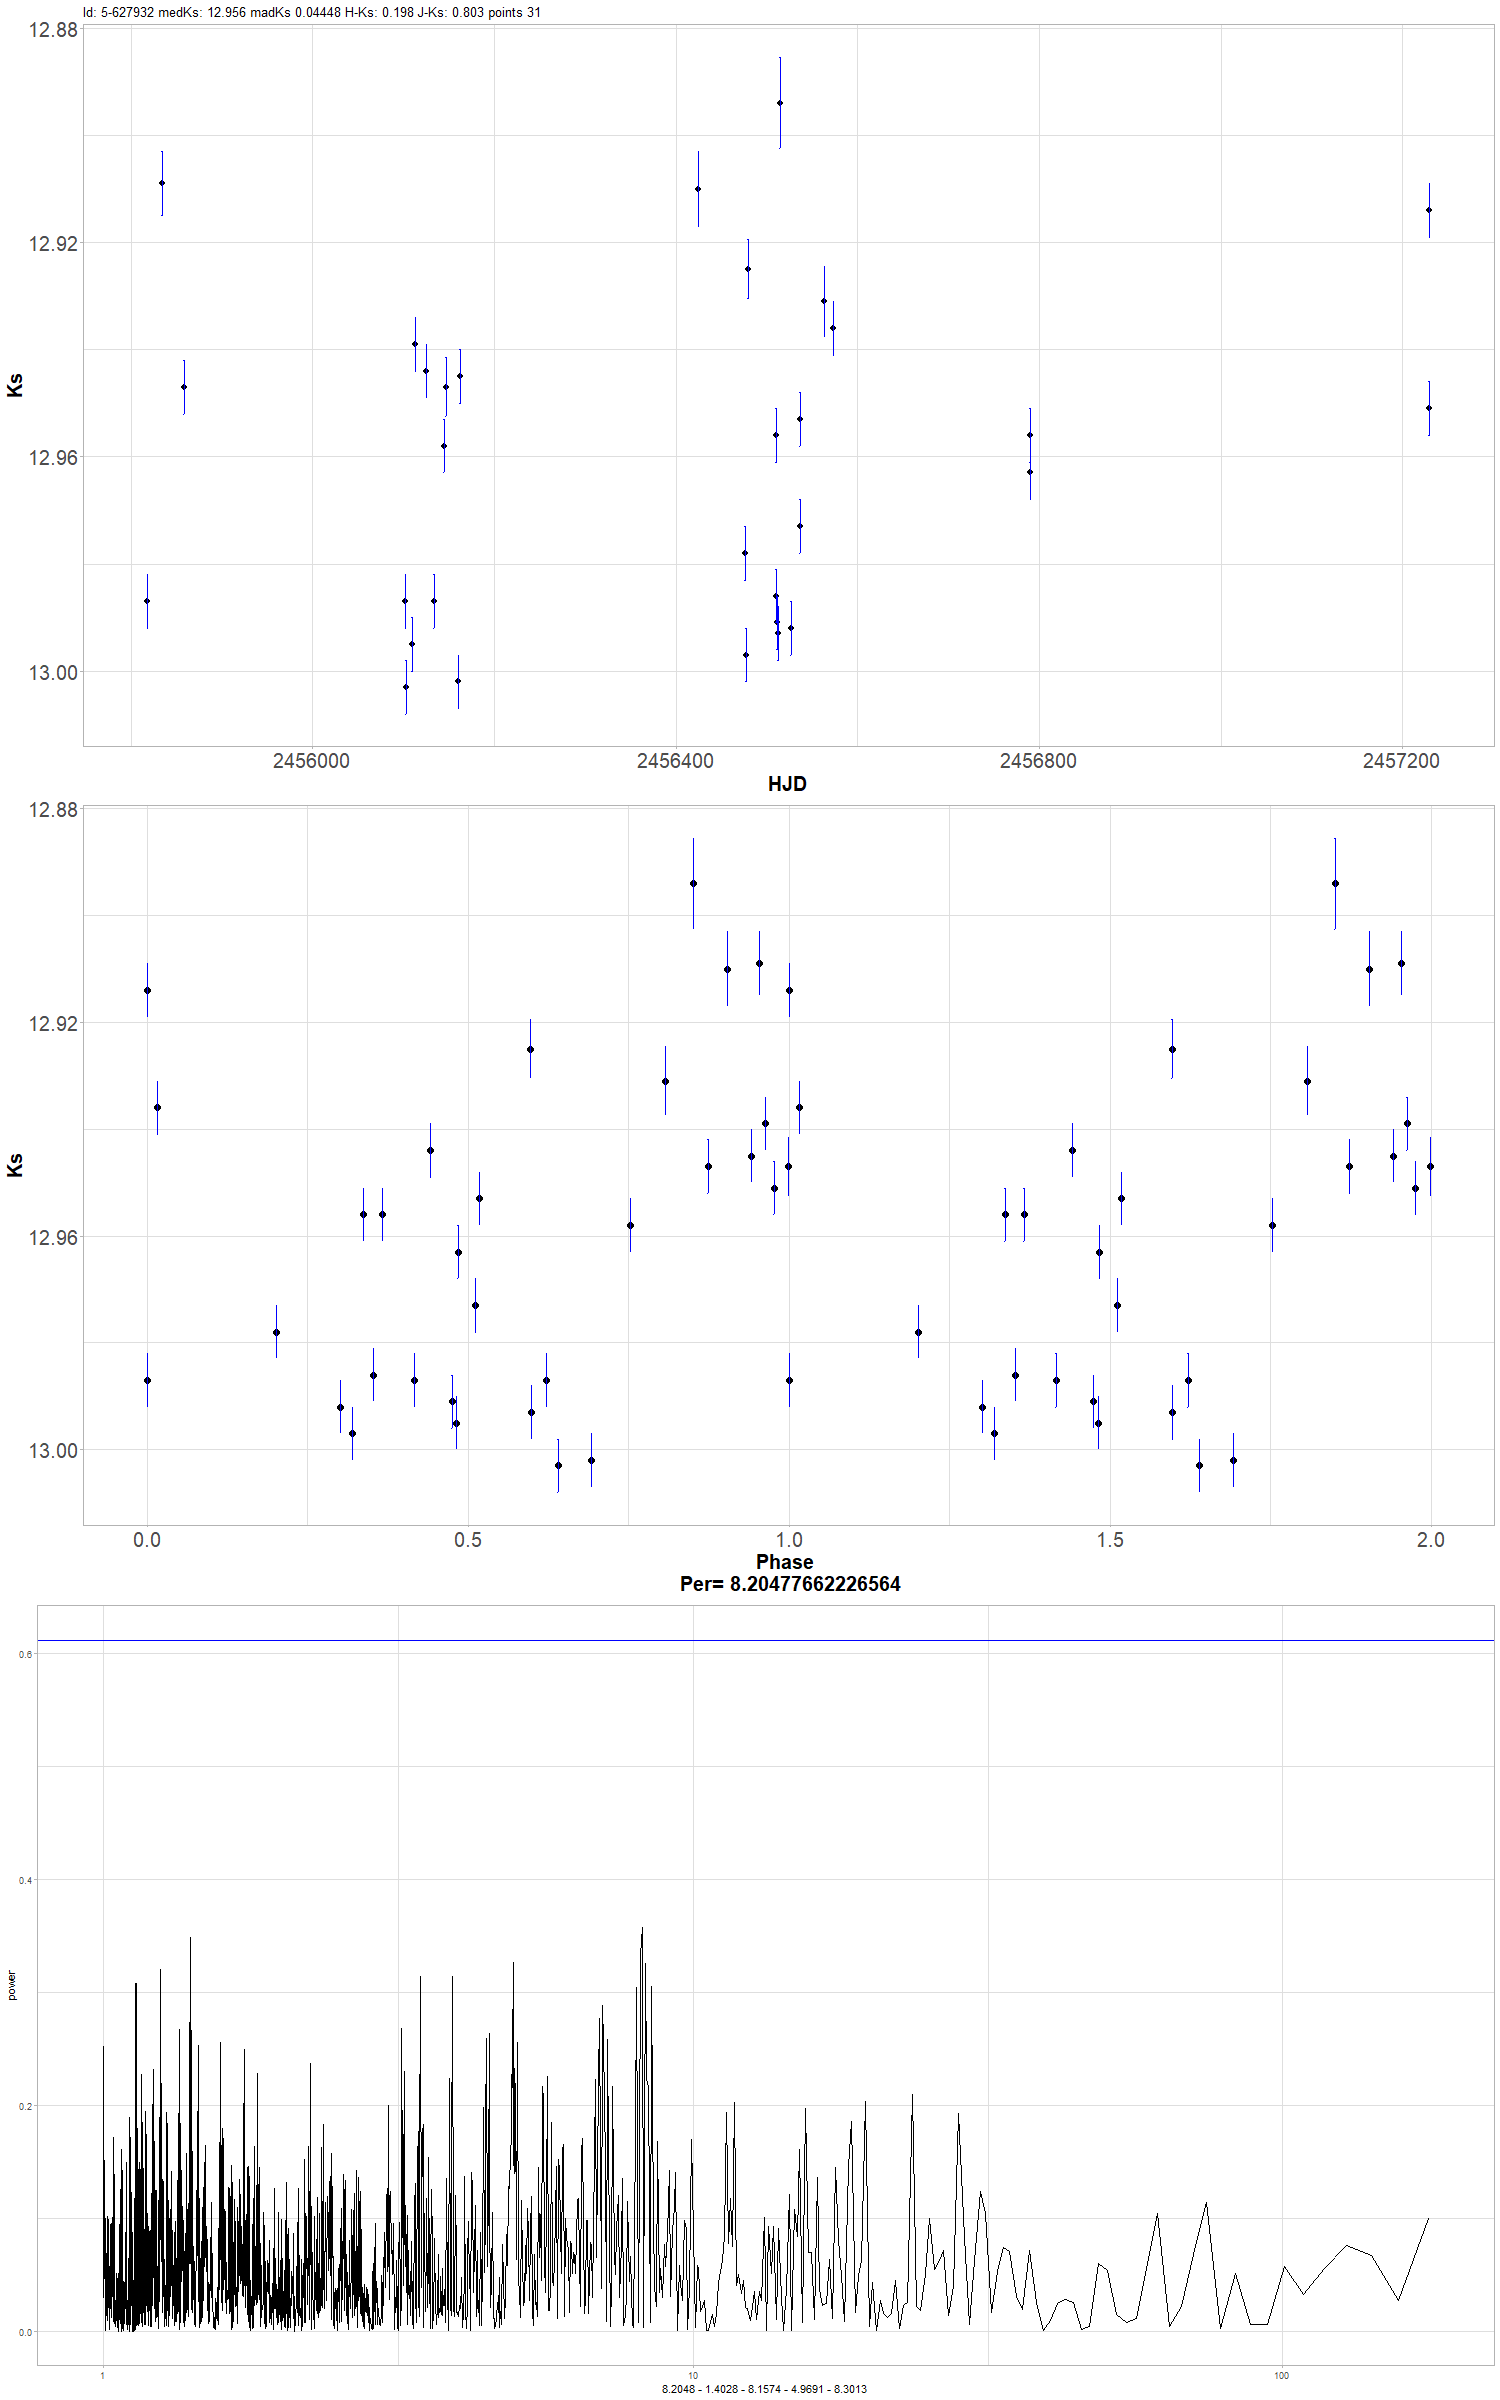 Id: 5-627932 medKs: 12.956 madKs 0.04448 H-Ks: 0.198 J-Ks: 0.803 points 31
12.88
12.92
12.96
13.00
Ks
2456000 2456400 2456800 2457200
HJD
12.88
12.92
12.96
13.00
Ks
0.0 0.5 1.0 1.5 2.0
Phase
Per= 8.20477662226564
0.6
0.4
0.2
0.0
power
1 10 100
8.2048 - 1.4028 - 8.1574 - 4.9691 - 8.3013